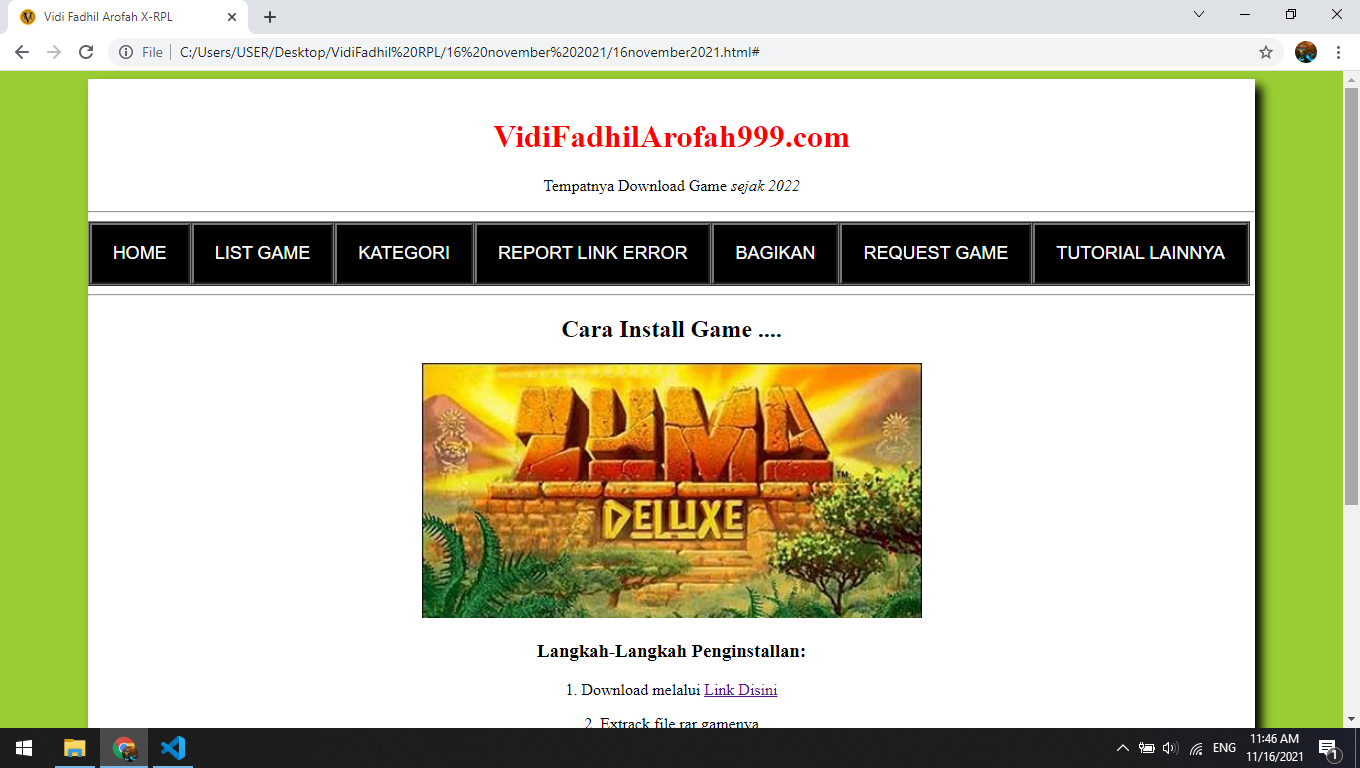 Vidi Fadhil Arofah X-RPL
File
C:/Users/USER/Desktop/VidiFadhil%20RPL/16%20november%202021/16november2021.html#
VidiFadhilArofah999.com
Tempatnya Download Game sejak 2022
HOME LIST GAME KATEGORI REPORT LINK ERROR BAGIKAN REQUEST GAME TUTORIAL LAINNYA
Cara Install Game ....
ZUMA™
DELUXE
Langkah-Langkah Penginstallan:
1. Download melalui Link Disini
2. Extrack file rar gamenya
ENG
11:46 AM
11/16/2021
1